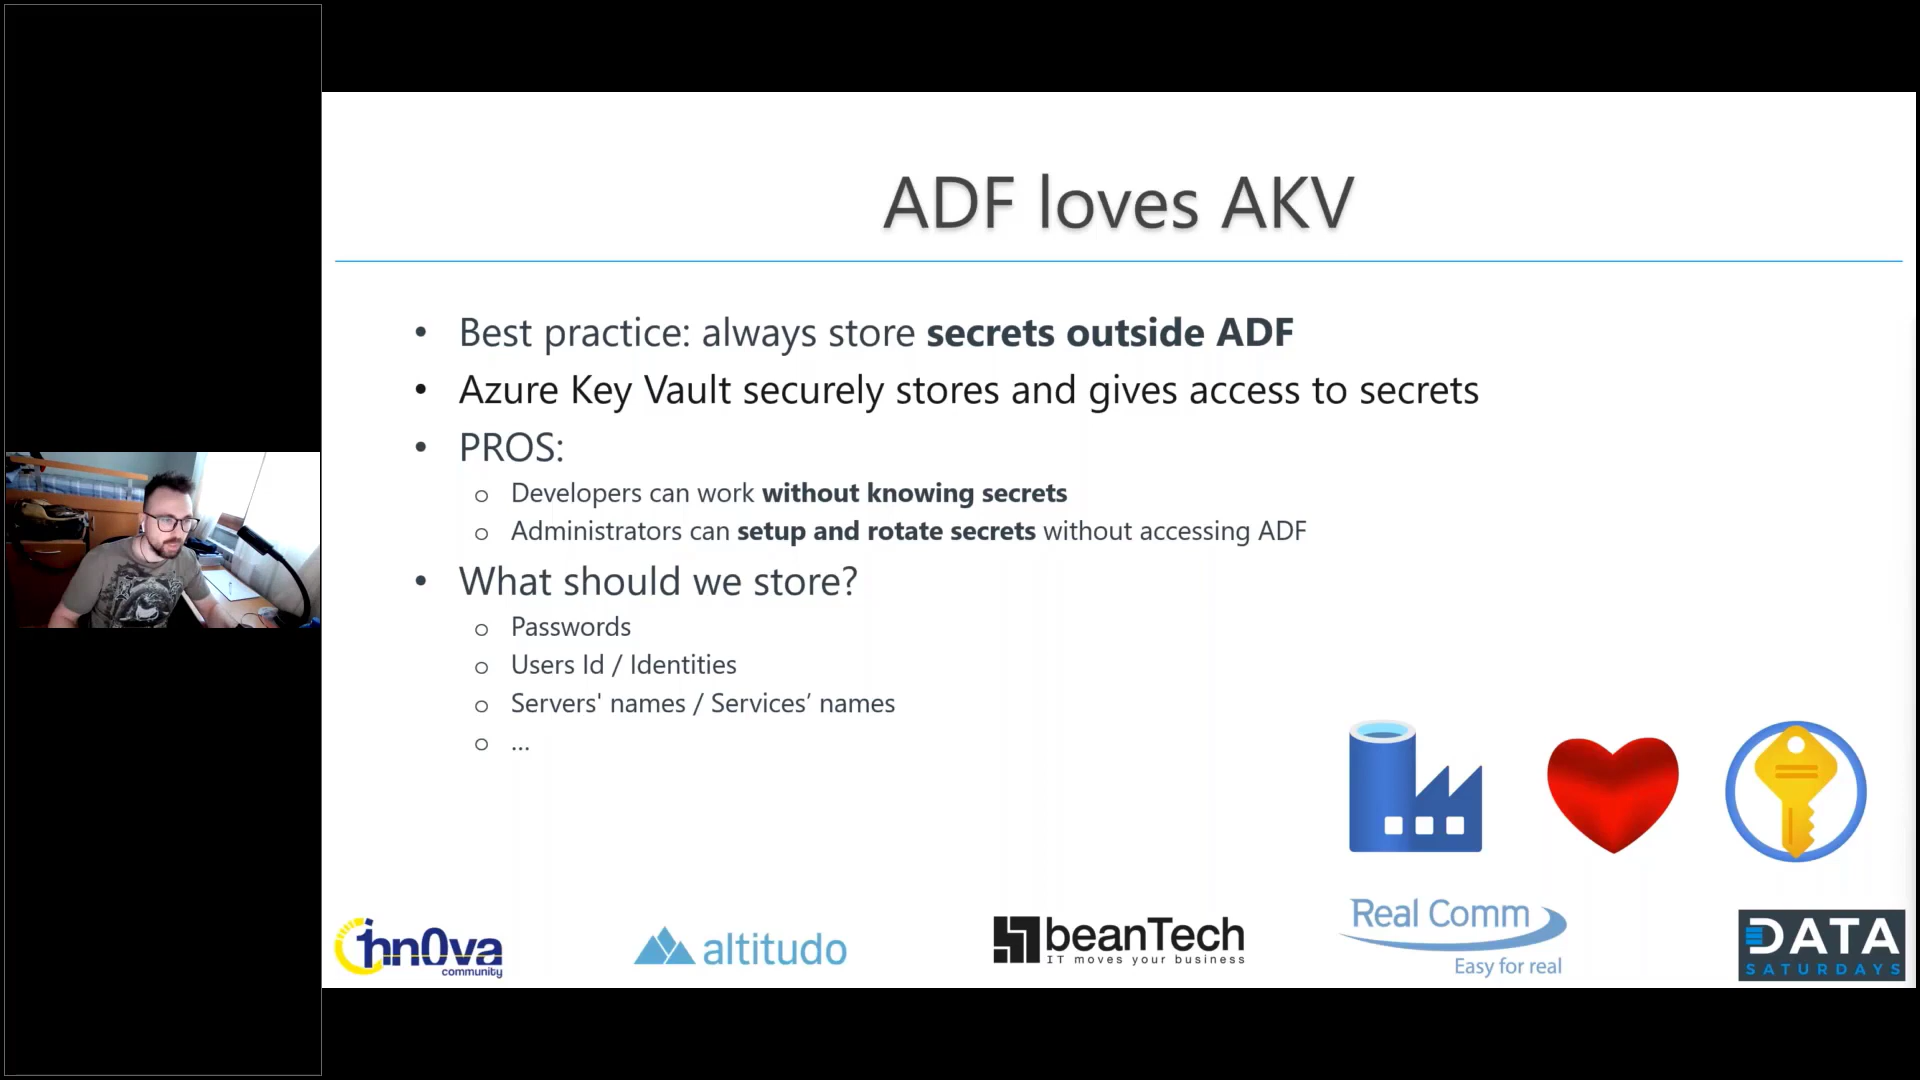 ADF loves AKV
• Best practice: always store secrets outside ADF
• Azure Key Vault securely stores and gives access to secrets
• PROS:
o Developers can work without knowing secrets
o Administrators can setup and rotate secrets without accessing ADF
• What should we store?
o Passwords
o Users Id / Identities
o Servers' names / Services’ names
o ...
1nn0va
community
altitudo
beanTech
IT moves your business
Real Comm
Easy for real
DATA
SATURDAYS